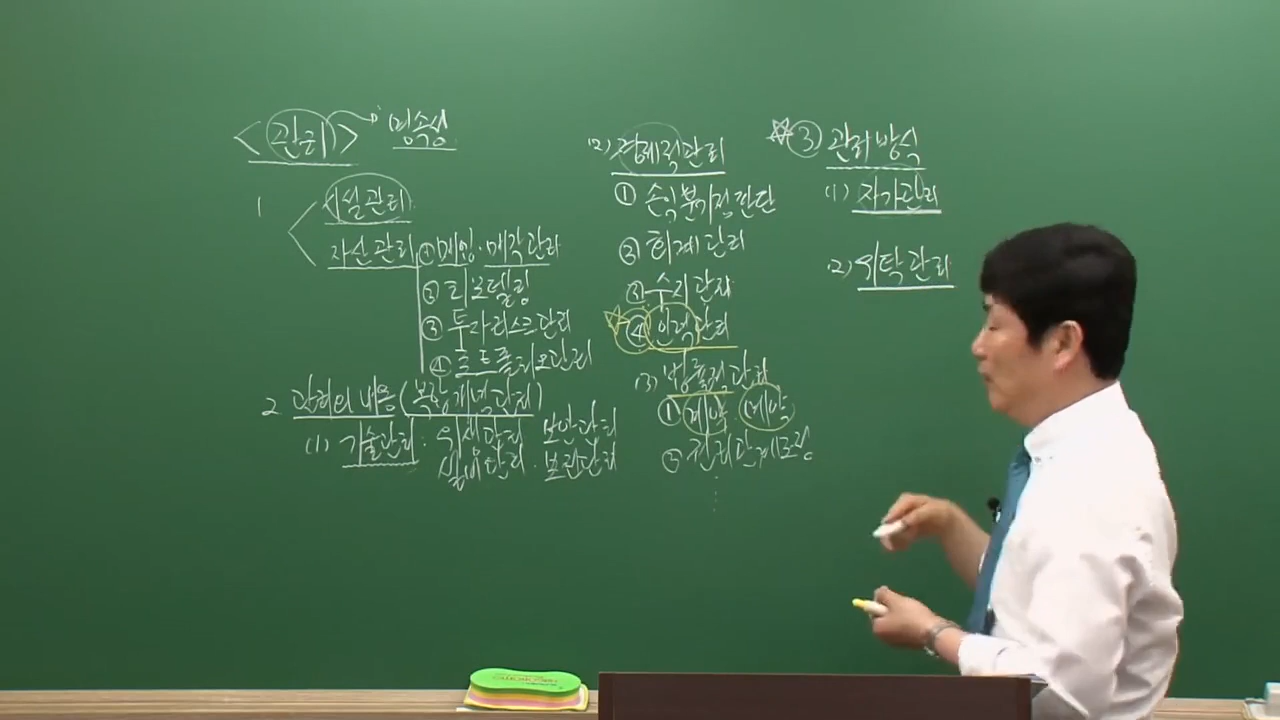 <관리> → 영속성
1 시설관리
자산관리 ① 매입·매각관리
② 리모델링
③ 투자리스크관리
④ 포트폴리오관리
2. 관리의 내용 (복합개념관리)
(1) 기술관리· 위생관리 보안관리
설비관리· 보전관리
(2) 경제적관리
① 손익분기점관리
② 회계관리
③ 수지관리
④ 인력관리
(3) 법률적관리
① 계약 예약
② 권리관계조정
☆③ 관리방식
(1) 자가관리
(2) 위탁관리